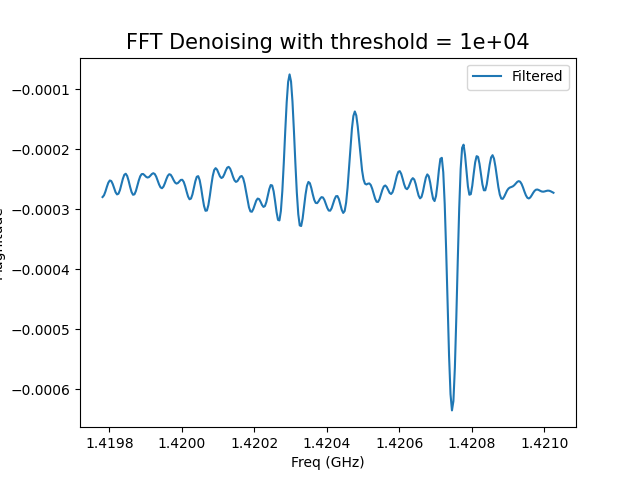 FFT Denoising with threshold = 1e+04
Filtered
−0.0001
−0.0002
−0.0003
−0.0004
−0.0005
−0.0006
1.4198 1.4200 1.4202 1.4204 1.4206 1.4208 1.4210
Freq (GHz)